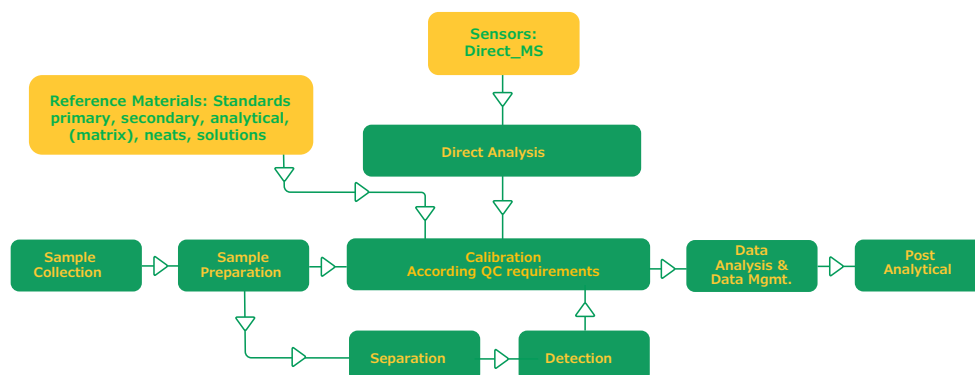 Sensors:
Direct_MS
Reference Materials: Standards
primary, secondary, analytical,
(matrix), neats, solutions
Direct Analysis
Sample
Collection
Sample
Preparation
Calibration
According QC requirements
Data
Analysis &
Data Mgmt.
Post
Analytical
Separation
Detection